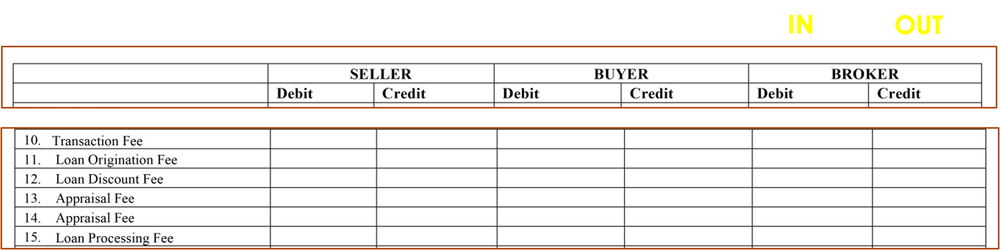 IN OUT
SELLER BUYER BROKER
Debit Credit Debit Credit Debit Credit
10. Transaction Fee
11. Loan Origination Fee
12. Loan Discount Fee
13. Appraisal Fee
14. Appraisal Fee
15. Loan Processing Fee